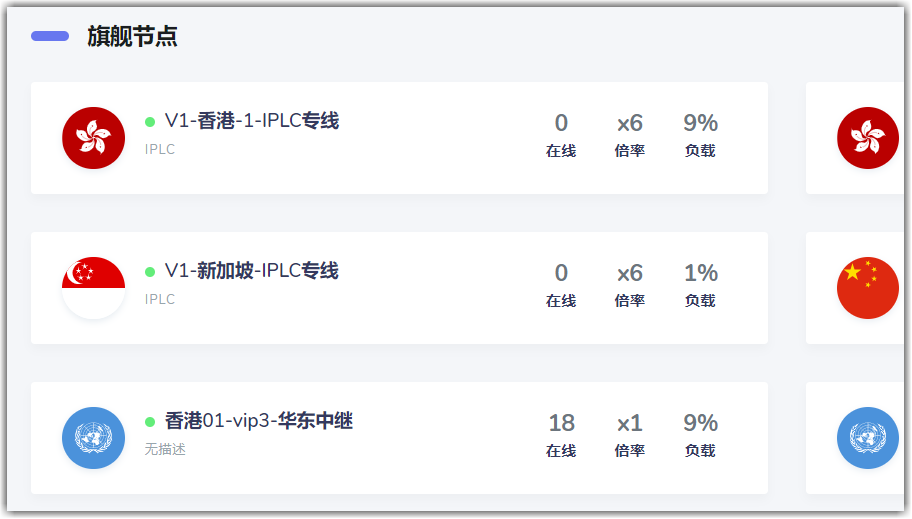 旗舰节点
V1-香港-1-IPLC专线
IPLC
0 x6 9%
在线 倍率 负载
V1-新加坡-IPLC专线
IPLC
0 x6 1%
在线 倍率 负载
香港01-vip3-华东中继
无描述
18 x1 9%
在线 倍率 负载